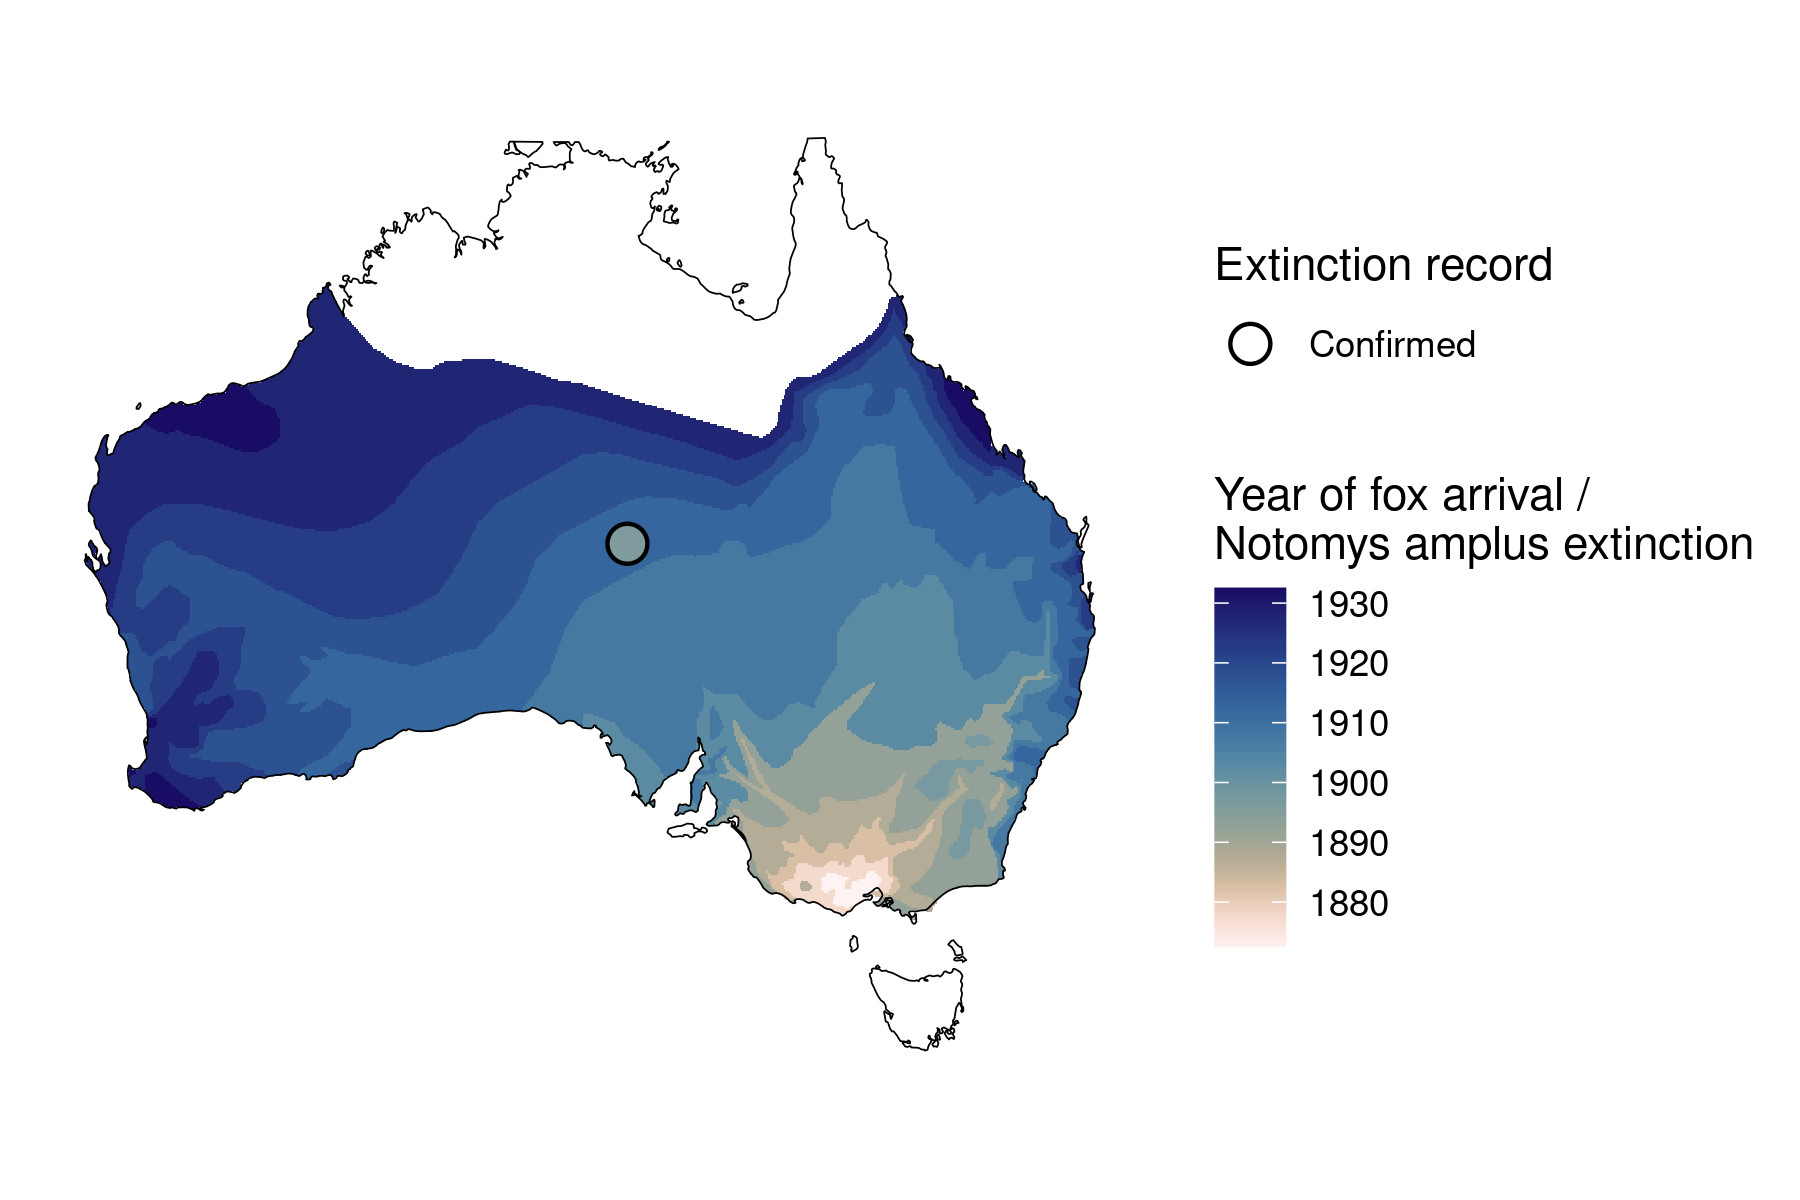 Extinction record
Confirmed
Year of fox arrival /
Notomys amplus extinction
1930
1920
1910
1900
1890
1880